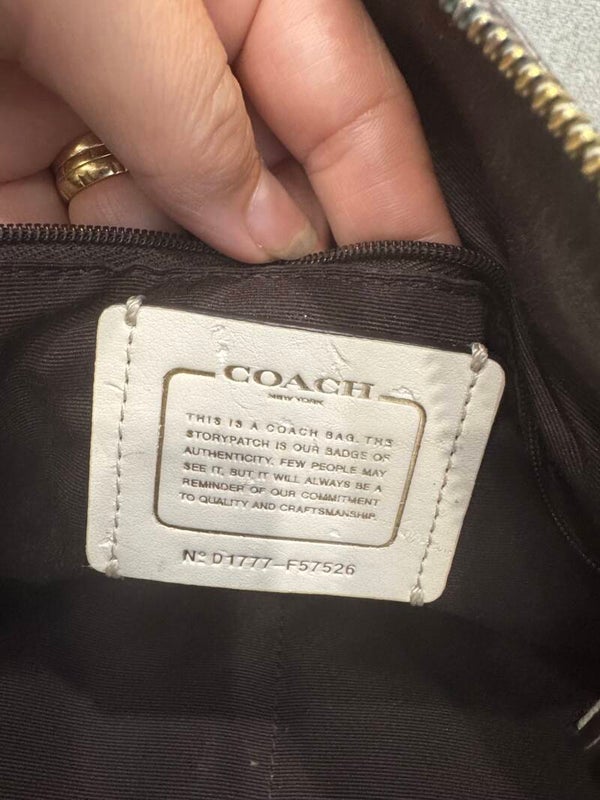 COACH
NEW YORK
THIS IS A COACH BAG. THS
STORYPATCH IS OUR BADGE OF
AUTHENTICITY. FEW PEOPLE MAY
SEE IT, BUT IT WILL ALWAYS BE A
REMINDER OF OUR COMMITMENT
TO QUALITY AND CRAFTSMANSHIP.
Nº D1777-F57526